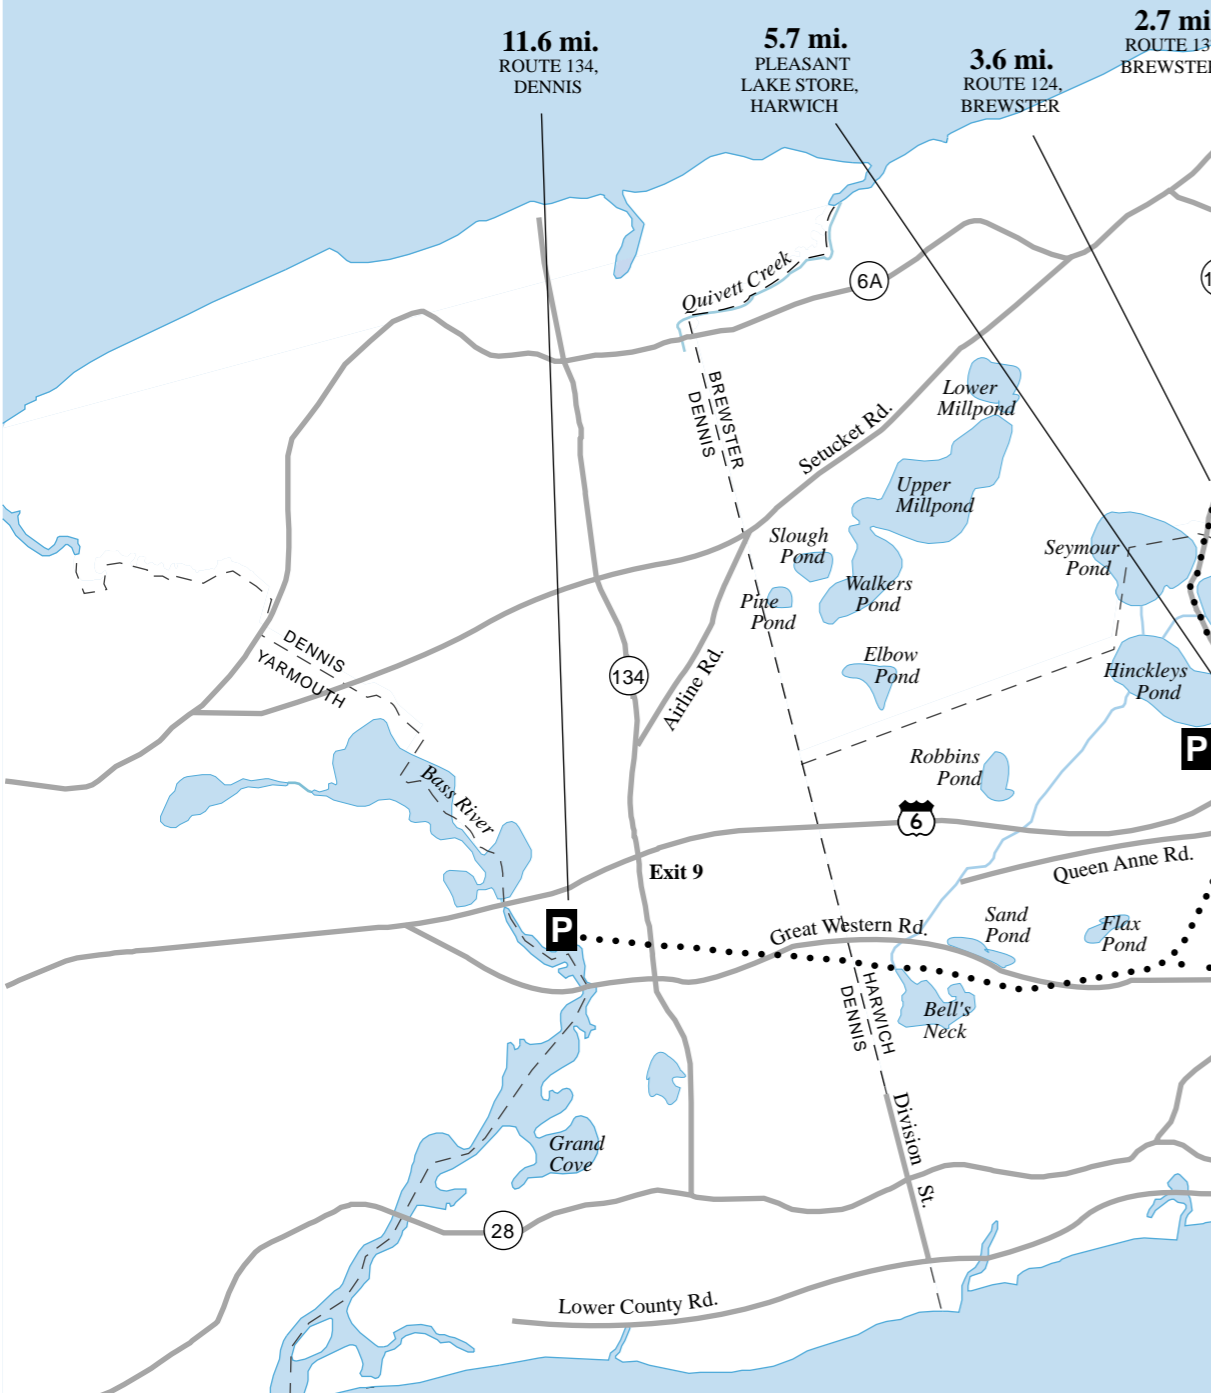 11.6 mi.
ROUTE 134,
DENNIS
5.7 mi.
PLEASANT
LAKE STORE,
HARWICH
3.6 mi.
ROUTE 124,
BREWSTER
2.7 mi
ROUTE 13
BREWSTER
Quivett Creek
6A
1
BREWSTER
DENNIS
Lower
Millpond
Setucket Rd.
Upper
Millpond
Slough
Pond
Seymour
Pond
Walkers
Pond
Pine
Pond
DENNIS
YARMOUTH
134
Airline Rd.
Elbow
Pond
Hinckleys
Pond
P
Robbins
Pond
Bass River
6
Exit 9
Queen Anne Rd.
P
Great Western Rd.
Sand
Pond
Flax
Pond
HARWICH
DENNIS
Bell's
Neck
Division St.
Grand
Cove
28
Lower County Rd.